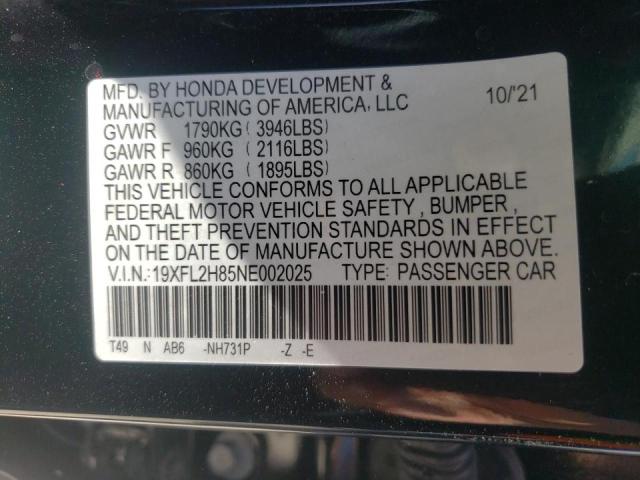 MFD. BY HONDA DEVELOPMENT &
MANUFACTURING OF AMERICA, LLC 10/'21
GVWR 1790KG ( 3946LBS )
GAWR F 960KG ( 2116LBS )
GAWR R 860KG ( 1895LBS )
THIS VEHICLE CONFORMS TO ALL APPLICABLE
FEDERAL MOTOR VEHICLE SAFETY , BUMPER ,
AND THEFT PREVENTION STANDARDS IN EFFECT
ON THE DATE OF MANUFACTURE SHOWN ABOVE.
V.I.N.:19XFL2H85NE002025 TYPE: PASSENGER CAR
T49 N AB6 -NH731P -Z -E